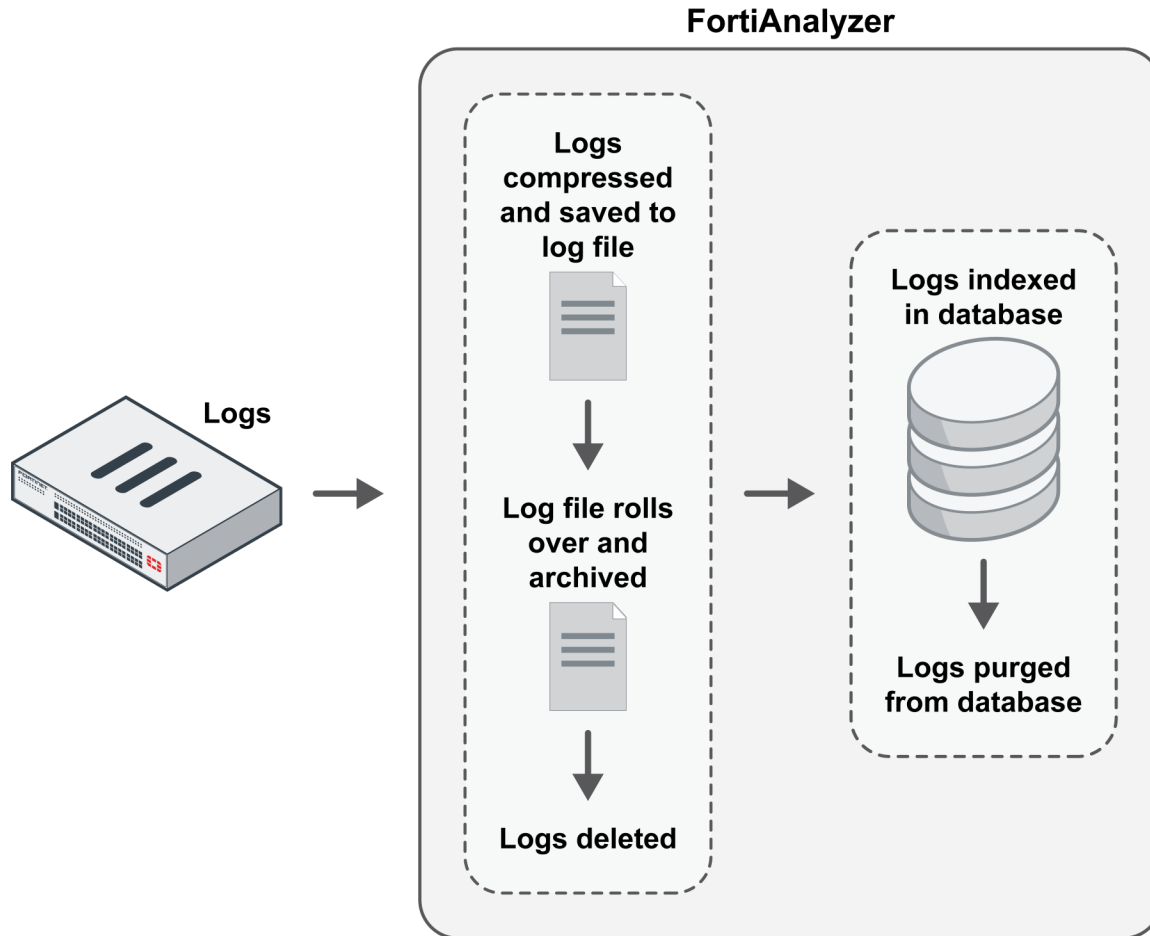 FortiAnalyzer
Logs
compressed
and saved to
log file
Logs indexed
in database
Logs
FORTINET
Log file rolls
over and
archived
Logs purged
from database
Logs deleted